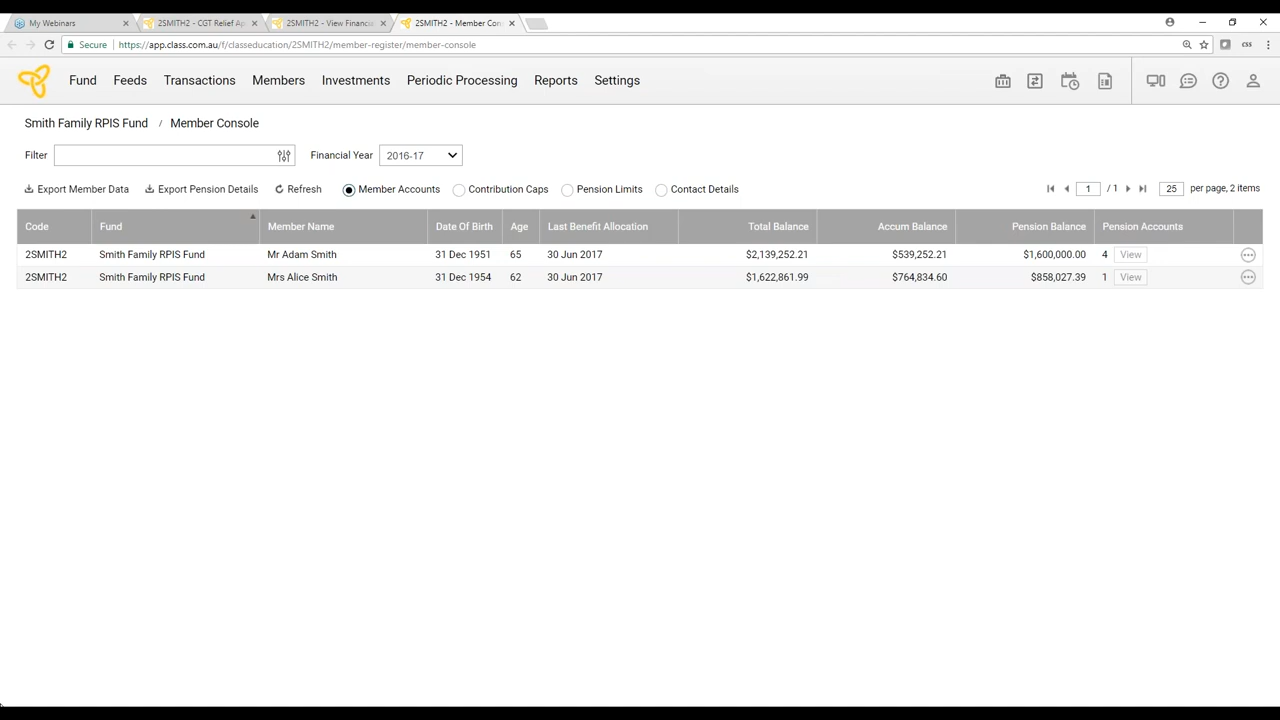 My Webinars
2SMITH2 - CGT Relief Ap
2SMITH2 - View Financia
2SMITH2 - Member Con
Secure https://app.class.com.au/f/classeducation/2SMITH2/member-register/member-console
Fund Feeds Transactions Members Investments Periodic Processing Reports Settings
Smith Family RPIS Fund / Member Console
Filter Financial Year 2016-17
Export Member Data Export Pension Details Refresh Member Accounts Contribution Caps Pension Limits Contact Details 1 / 1 25 per page, 2 items
Code Fund Member Name Date Of Birth Age Last Benefit Allocation Total Balance Accum Balance Pension Balance Pension Accounts
2SMITH2 Smith Family RPIS Fund Mr Adam Smith 31 Dec 1951 65 30 Jun 2017 $2,139,252.21 $539,252.21 $1,600,000.00 4 View
2SMITH2 Smith Family RPIS Fund Mrs Alice Smith 31 Dec 1954 62 30 Jun 2017 $1,622,861.99 $764,834.60 $858,027.39 1 View